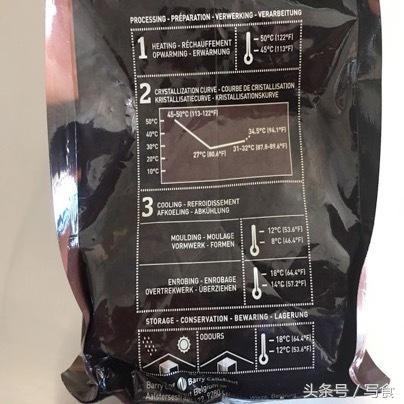 PROCESSING - PRÉPARATION - VERWERKING - VERARBEITUNG
1 HEATING - RÉCHAUFFEMENT
OPWARMING - ERWÄRMUNG
50°C (122°F)
45°C (113°F)
2 CRYSTALLIZATION CURVE - COURBE DE CRISTALLISATION
KRISTALLISATIECURVE - KRISTALLISATIONSKURVE
45-50°C (113-122°F)
50°C
40°C
30°C
20°C
10°C
34.5°C (94.1°F)
27°C (80.6°F)
31-32°C (87.8-89.6°F)
3 COOLING - REFROIDISSEMENT
AFKOELING - ABKÜHLUNG
MOULDING - MOULAGE
VORMWERK - FORMEN
12°C (53.6°F)
8°C (46.4°F)
ENROBING - ENROBAGE
OVERTREKWERK - ÜBERZIEHEN
18°C (64.4°F)
14°C (57.2°F)
STORAGE - CONSERVATION - BEWARING - LAGERUNG
ODOURS
18°C (64.4°F)
12°C (53.6°F)
Barry Callebaut
Barry
Belgium
Aalstersestraat
头条号 / 写食